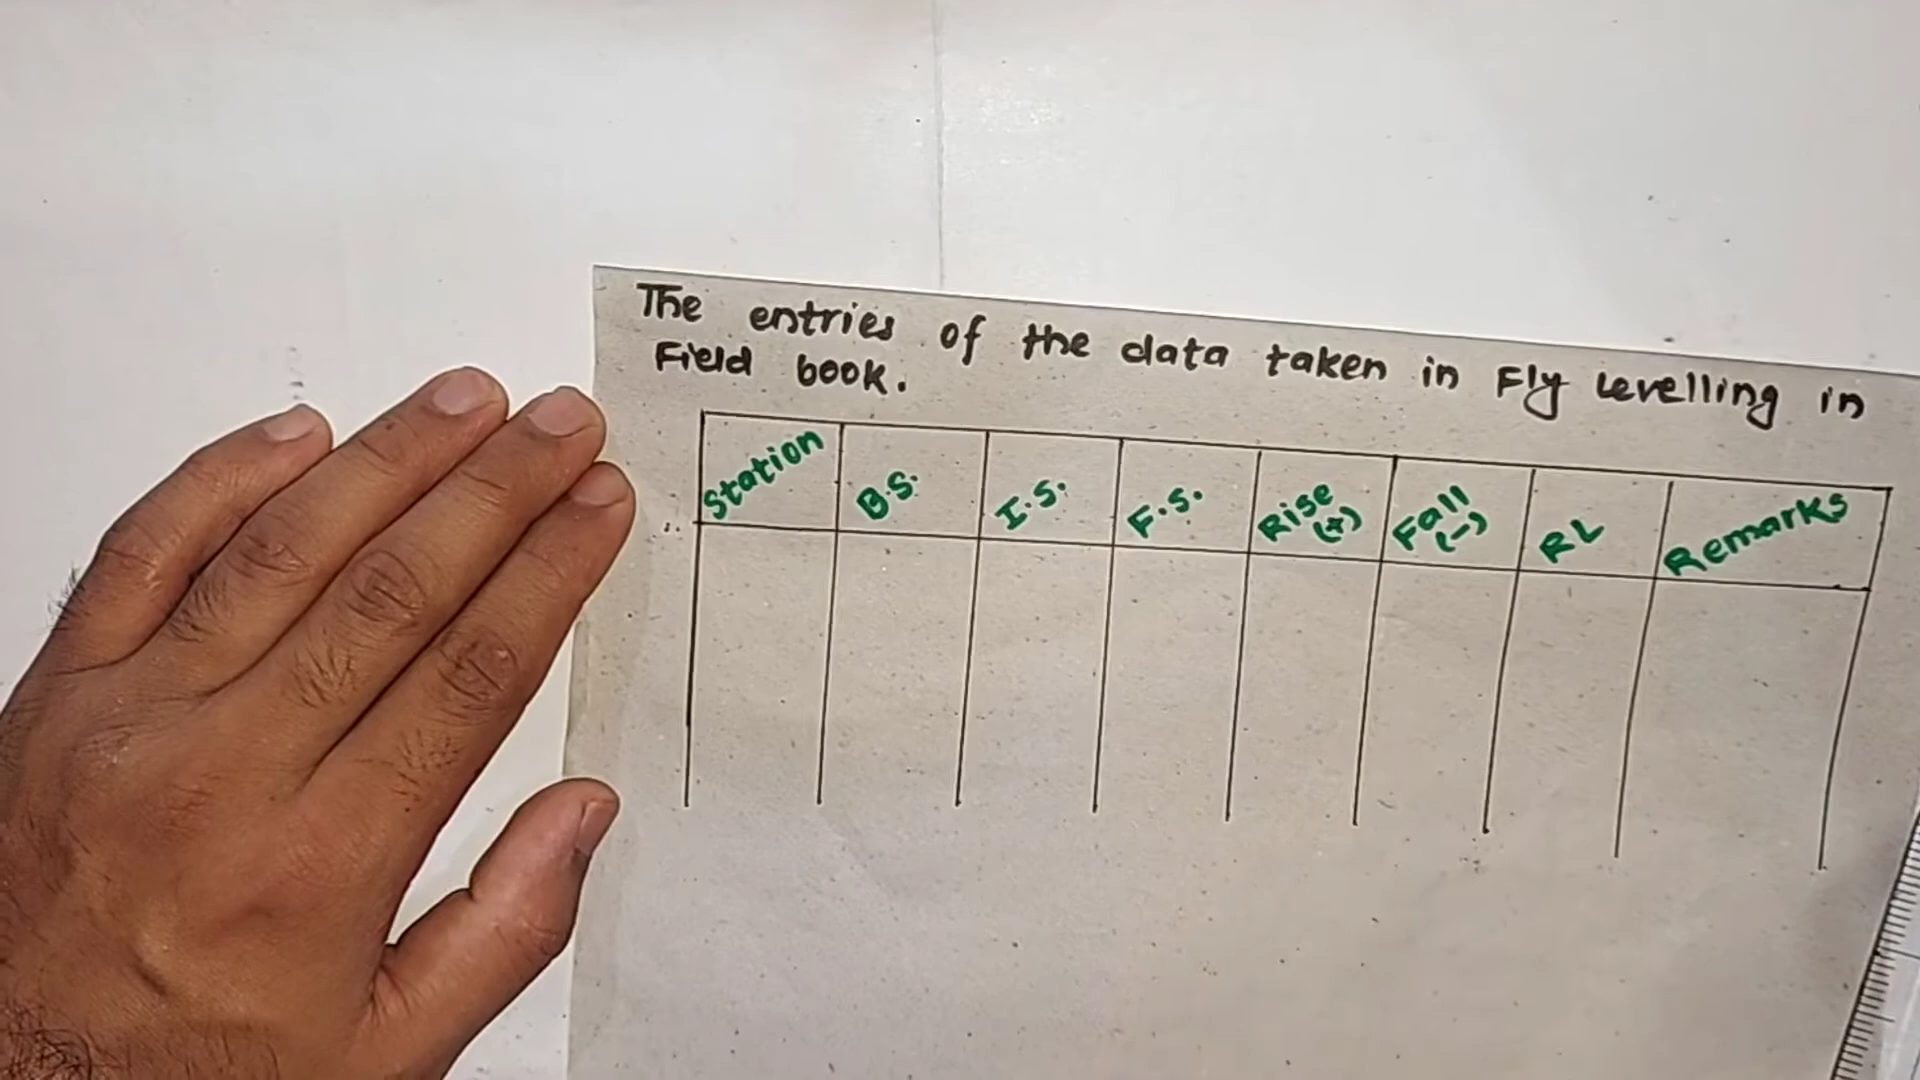 The entries of the data taken in Fly levelling in
Field book.
Station B.S. I.S. F.S. Rise (+) Fall (-) RL Remarks